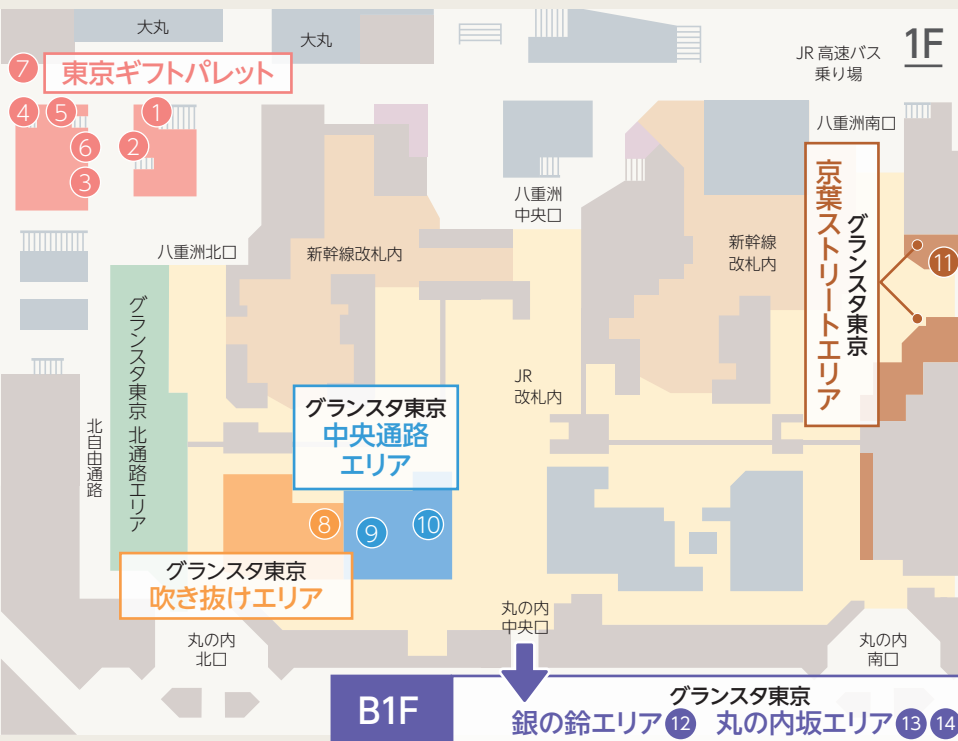 大丸
大丸
JR 高速バス
乗り場
1F
⑦
東京ギフトパレット
④
⑤
①
⑥
②
③
八重洲南口
八重洲
中央口
八重洲北口
新幹線改札内
新幹線
改札内
グランスタ東京
京葉ストリートエリア
⑪
グランスタ東京 北通路エリア
北自由通路
JR
改札内
グランスタ東京
中央通路
エリア
⑧
⑨
⑩
グランスタ東京
吹き抜けエリア
丸の内
北口
丸の内
中央口
丸の内
南口
B1F
グランスタ東京
銀の鈴エリア⑫ 丸の内坂エリア⑬⑭